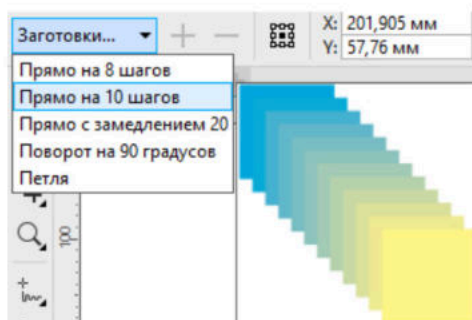 Заготовки...
X: 201,905 мм
Y: 57,76 мм
Прямо на 8 шагов
Прямо на 10 шагов
Прямо с замедлением 20
Поворот на 90 градусов
Петля
100